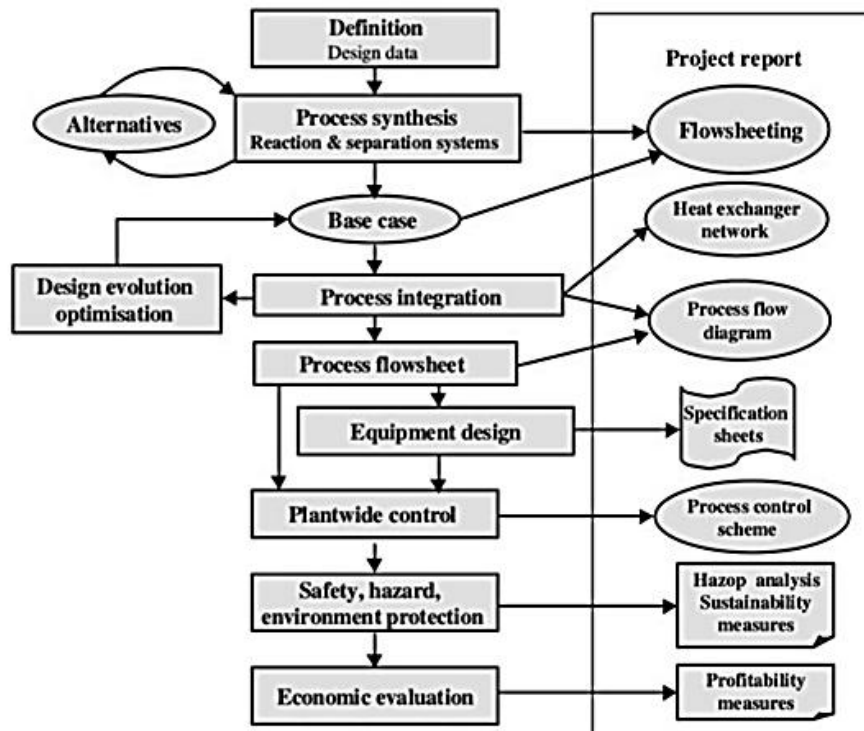 Definition
Design data
Project report
Alternatives
Process synthesis
Reaction & separation systems
Flowsheeting
Base case
Heat exchanger
network
Design evolution
optimisation
Process integration
Process flow
diagram
Process flowsheet
Equipment design
Specification
sheets
Plantwide control
Process control
scheme
Safety, hazard,
environment protection
Hazop analysis
Sustainability
measures
Economic evaluation
Profitability
measures